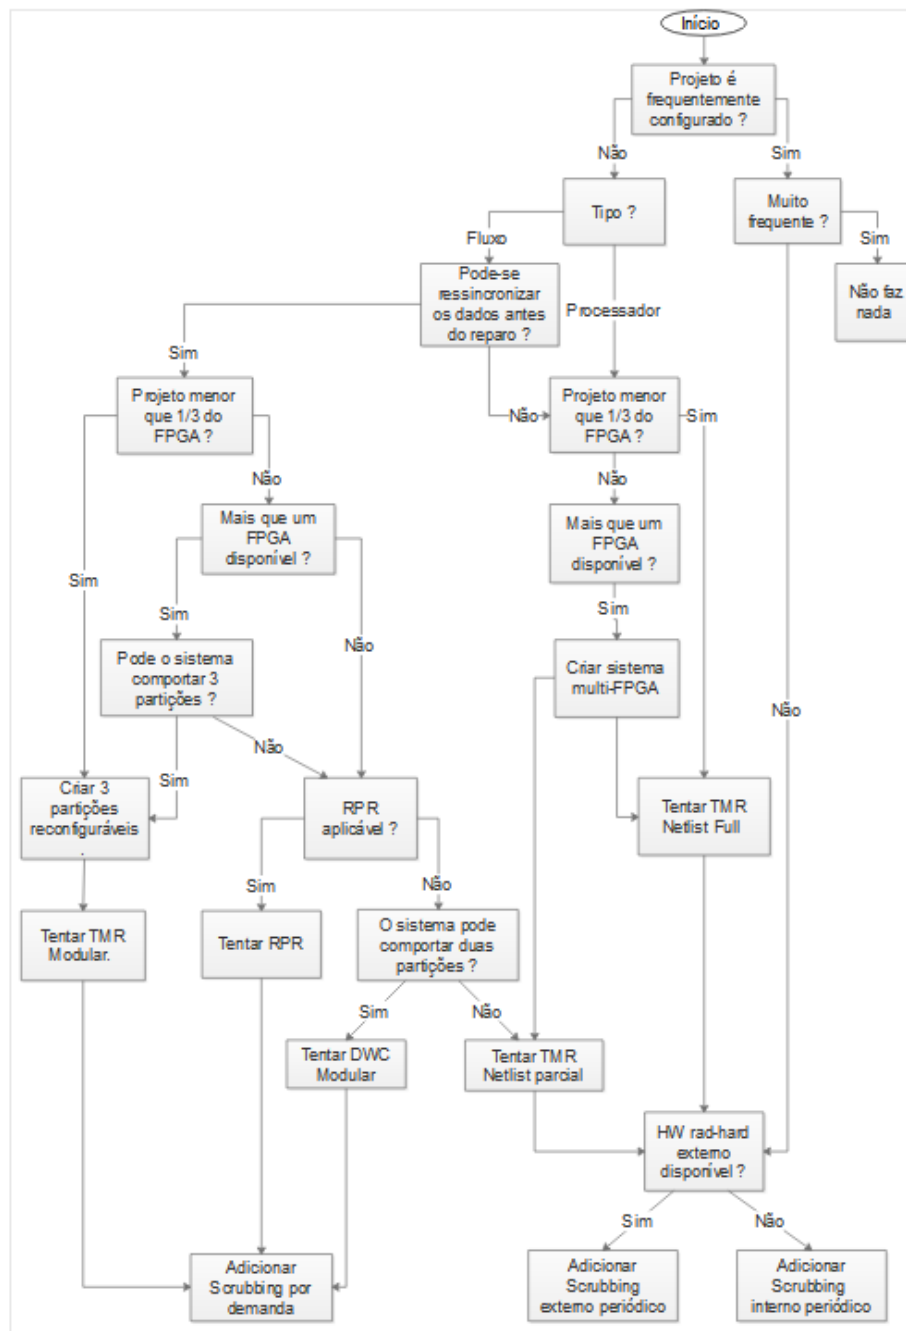 Início
Projeto é
frequentemente
configurado ?
Não
Sim
Tipo ?
Muito
frequente ?
Fluxo
Sim
Pode-se
ressincronizar
os dados antes
do reparo ?
Processador
Não faz
nada
Sim
Projeto menor
que 1/3 do
FPGA ?
Não
Projeto menor
que 1/3 do
FPGA ?
Sim
Não
Não
Mais que um
FPGA
disponível ?
Mais que um
FPGA
disponível ?
Sim
Sim
Não
Sim
Pode o sistema
comportar 3
partições ?
Criar sistema
multi-FPGA
Não
Não
Sim
Criar 3
partições
reconfiguráveis
.
RPR
aplicável ?
Tentar TMR
Netlist Full
Sim
Não
Tentar TMR
Modular.
Tentar RPR
O sistema pode
comportar duas
partições ?
Sim
Não
Tentar DWC
Modular
Tentar TMR
Netlist parcial
HW rad-hard
externo
disponível ?
Sim
Não
Adicionar
Scrubbing por
demanda
Adicionar
Scrubbing
externo periódico
Adicionar
Scrubbing
interno periódico